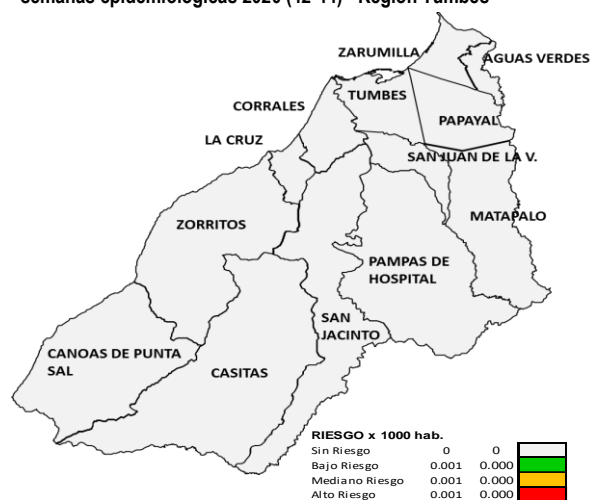 semanas epidemiológicas 2020 (42-44) - Región Tumbes
ZARUMILLA
AGUAS VERDES
TUMBES
CORRALES
PAPAYAL
LA CRUZ
SAN JUAN DE LA V.
ZORRITOS
MATAPALO
PAMPAS DE
HOSPITAL
SAN
JACINTO
CANOAS DE PUNTA
SAL
CASITAS
RIESGO x 1000 hab.
Sin Riesgo 0 0
Bajo Riesgo 0.001 0.000
Mediano Riesgo 0.001 0.000
Alto Riesgo 0.001 0.000